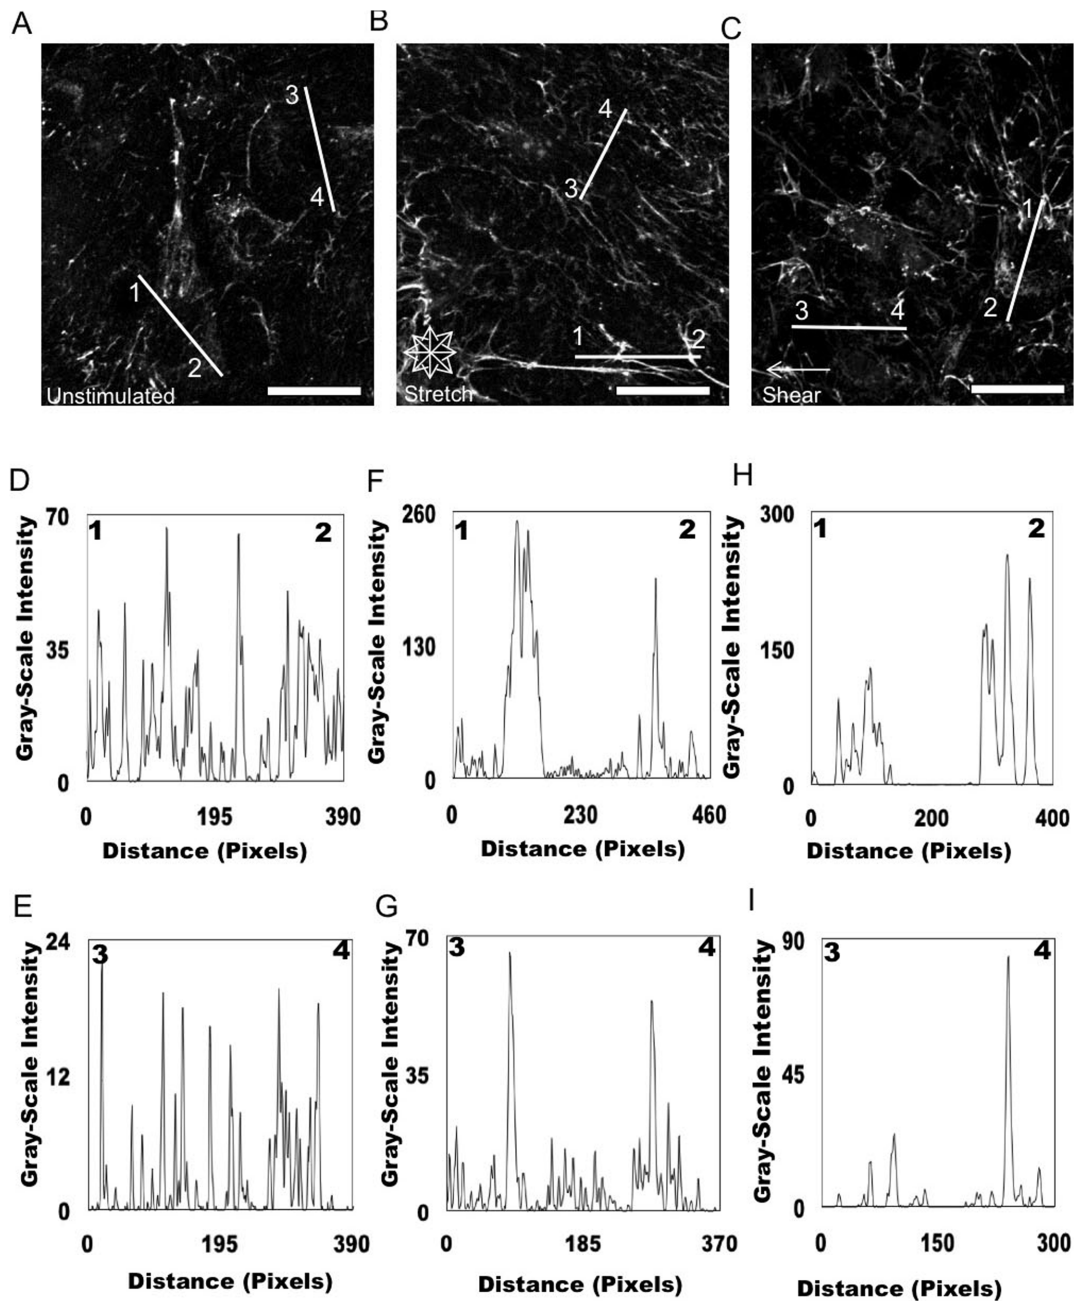 A
B
C
3
4
1
2
Unstimulated
4
3
1
2
Stretch
1
2
3
4
Shear
D
F
H
70
35
0
1
2
0
195
390
Gray-Scale Intensity
Distance (Pixels)
260
130
0
1
2
0
230
460
Gray-Scale Intensity
Distance (Pixels)
300
150
0
1
2
0
200
400
Gray-Scale Intensity
Distance (Pixels)
E
G
I
24
12
0
3
4
0
195
390
Gray-Scale Intensity
Distance (Pixels)
70
35
0
3
4
0
185
370
Gray-Scale Intensity
Distance (Pixels)
90
45
0
3
4
0
150
300
Gray-Scale Intensity
Distance (Pixels)